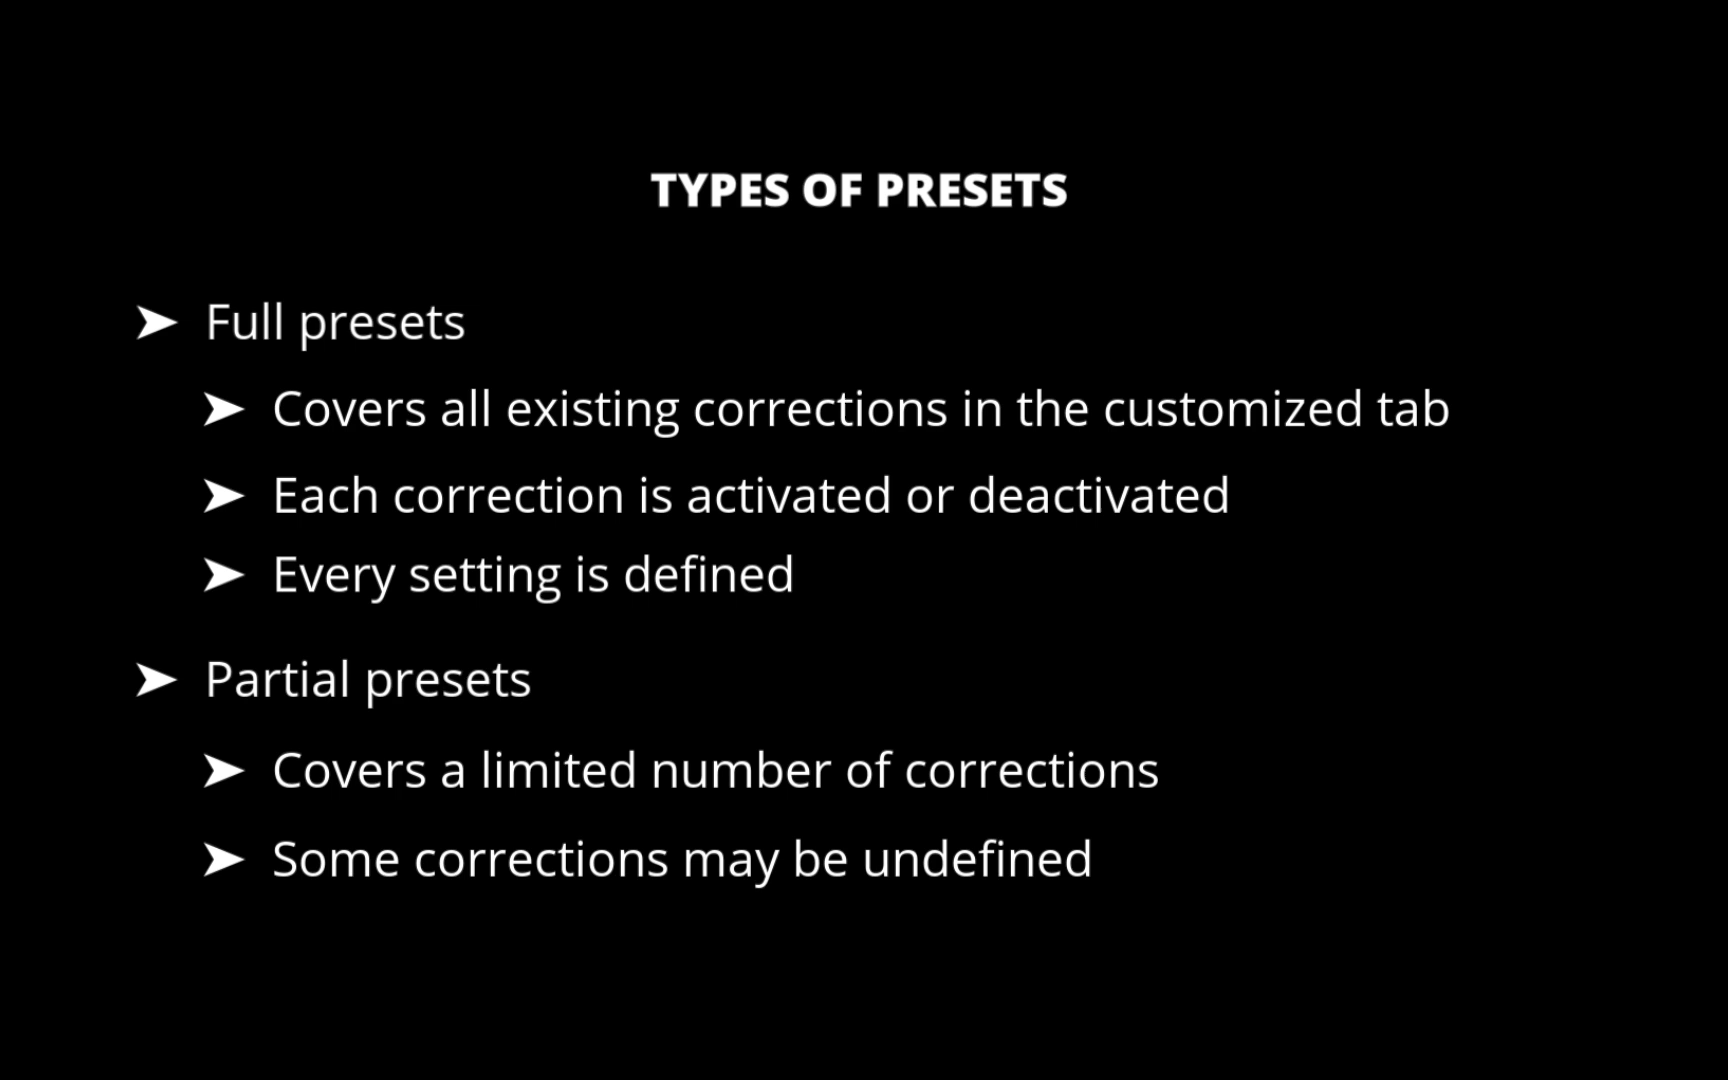 TYPES OF PRESETS
➤ Full presets
➤ Covers all existing corrections in the customized tab
➤ Each correction is activated or deactivated
➤ Every setting is defined
➤ Partial presets
➤ Covers a limited number of corrections
➤ Some corrections may be undefined